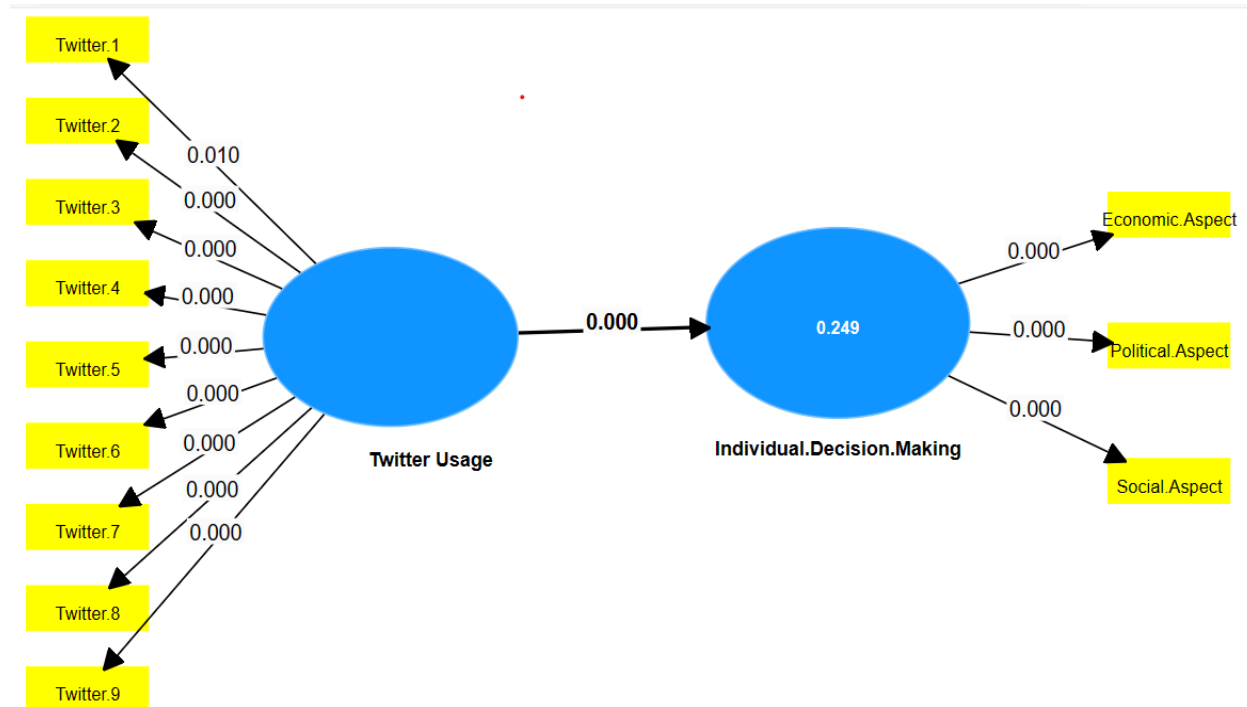 Twitter.1
Twitter.2
Twitter.3
Twitter.4
Twitter.5
Twitter.6
Twitter.7
Twitter.8
Twitter.9
0.010
0.000
0.000
0.000
0.000
0.000
0.000
0.000
0.000
Twitter Usage
0.000
0.249
Individual.Decision.Making
0.000
0.000
0.000
Economic.Aspect
Political.Aspect
Social.Aspect